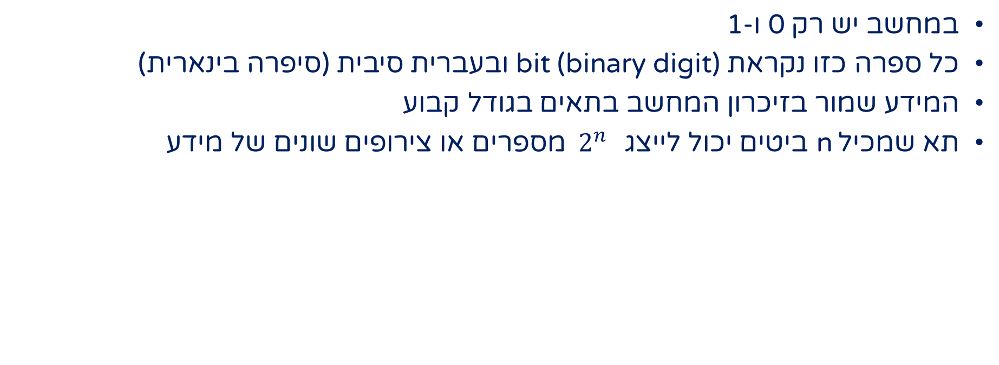 • במחשב יש רק 0 ו-1
• כל ספרה כזו נקראת bit (binary digit) ובעברית סיבית (סיפרה בינארית)
• המידע שמור בזיכרון המחשב בתאים בגודל קבוע
• תא שמכיל n ביטים יכול לייצג 2ⁿ מספרים או צירופים שונים של מידע